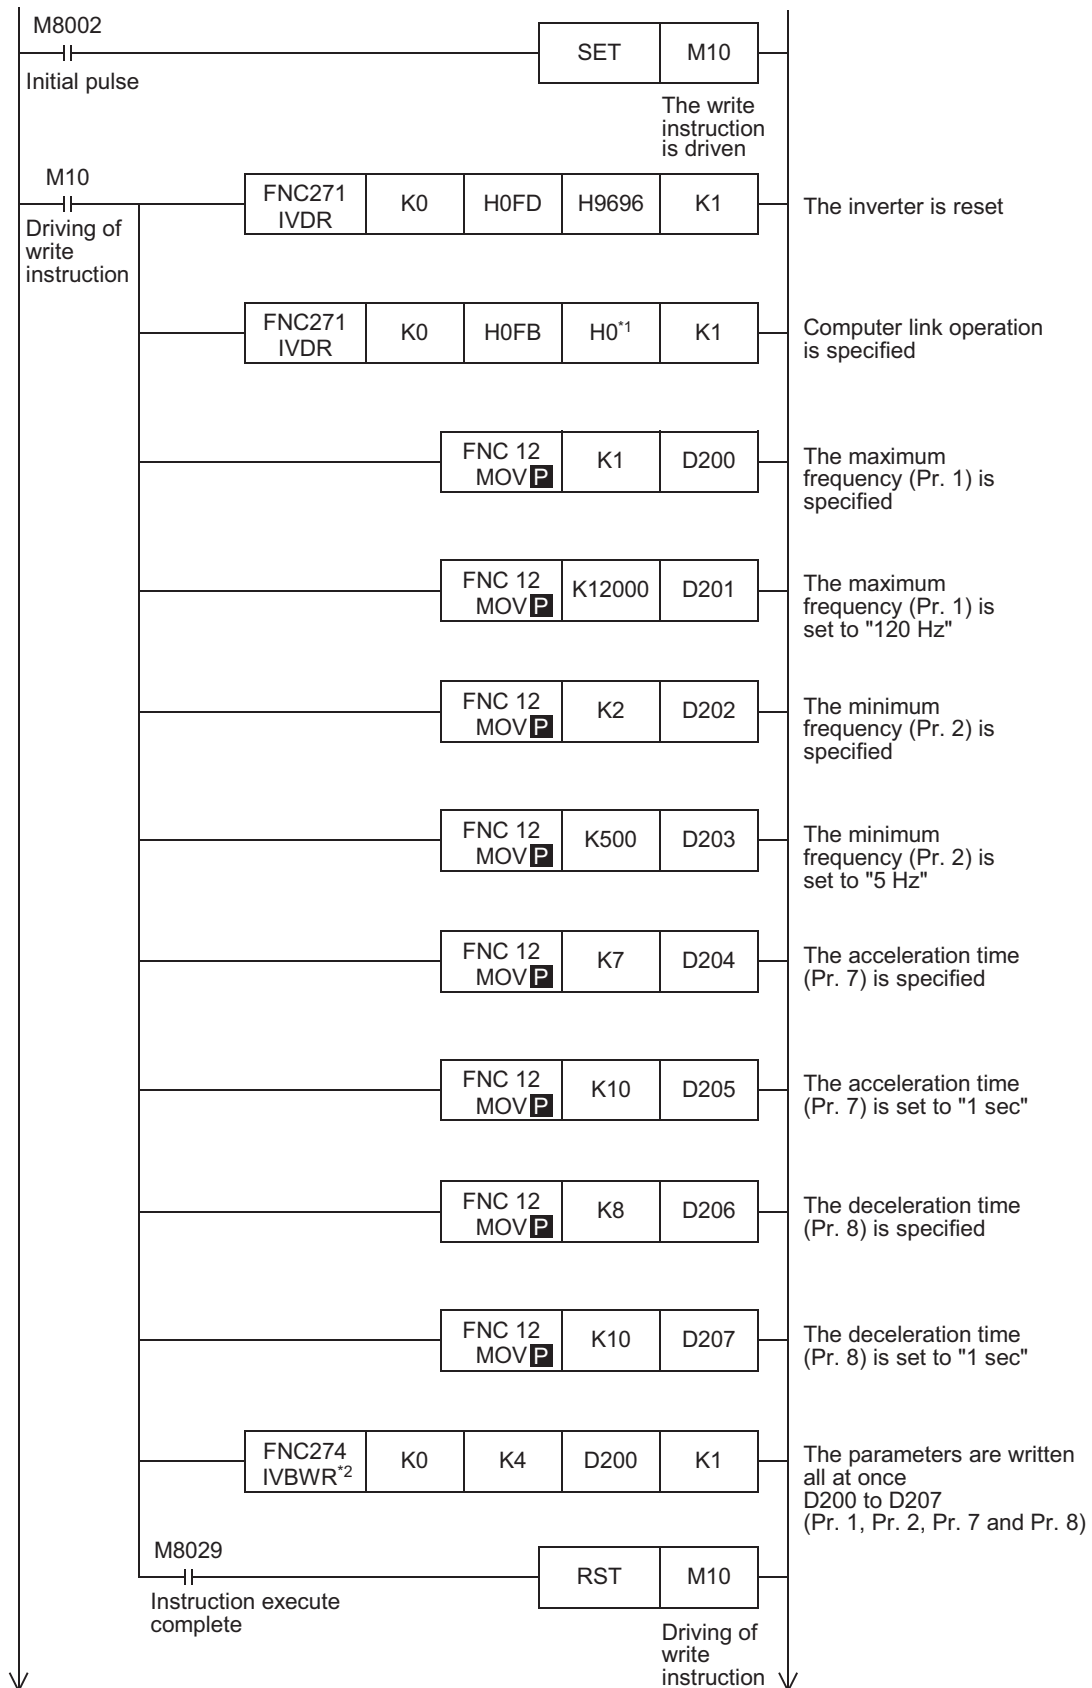 M8002
SET M10
Initial pulse
The write
instruction
is driven
M10
FNC271
IVDR K0 H0FD H9696 K1
The inverter is reset
Driving of
write
instruction
FNC271
IVDR K0 H0FB H0*1 K1
Computer link operation
is specified
FNC 12
MOV P K1 D200
The maximum
frequency (Pr. 1) is
specified
FNC 12
MOV P K12000 D201
The maximum
frequency (Pr. 1) is
set to "120 Hz"
FNC 12
MOV P K2 D202
The minimum
frequency (Pr. 2) is
specified
FNC 12
MOV P K500 D203
The minimum
frequency (Pr. 2) is
set to "5 Hz"
FNC 12
MOV P K7 D204
The acceleration time
(Pr. 7) is specified
FNC 12
MOV P K10 D205
The acceleration time
(Pr. 7) is set to "1 sec"
FNC 12
MOV P K8 D206
The deceleration time
(Pr. 8) is specified
FNC 12
MOV P K10 D207
The deceleration time
(Pr. 8) is set to "1 sec"
FNC274
IVBWR*2 K0 K4 D200 K1
The parameters are written
all at once
D200 to D207
(Pr. 1, Pr. 2, Pr. 7 and Pr. 8)
M8029
RST M10
Instruction execute
complete
Driving of
write
instruction